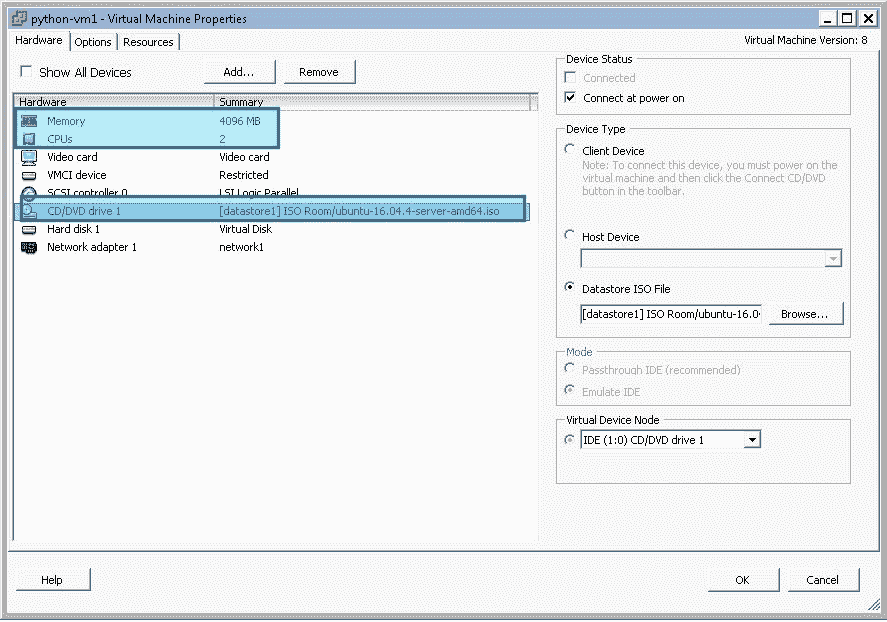 python-vm1 - Virtual Machine Properties
Hardware Options Resources
Virtual Machine Version: 8
Show All Devices
Add...
Remove
Hardware Summary
Memory 4096 MB
CPUs 2
Video card Video card
VMCI device Restricted
SCSI controller 0 LSI Logic Parallel
CD/DVD drive 1 [datastore1] ISO Room/ubuntu-16.04.4-server-amd64.iso
Hard disk 1 Virtual Disk
Network adapter 1 network1
Device Status
Connected
Connect at power on
Device Type
Client Device
Note: To connect this device, you must power on the
virtual machine and then click the Connect CD/DVD
button in the toolbar.
Host Device
Datastore ISO File
[datastore1] ISO Room/ubuntu-16.0
Browse...
Mode
Passthrough IDE (recommended)
Emulate IDE
Virtual Device Node
IDE (1:0) CD/DVD drive 1
Help
OK
Cancel